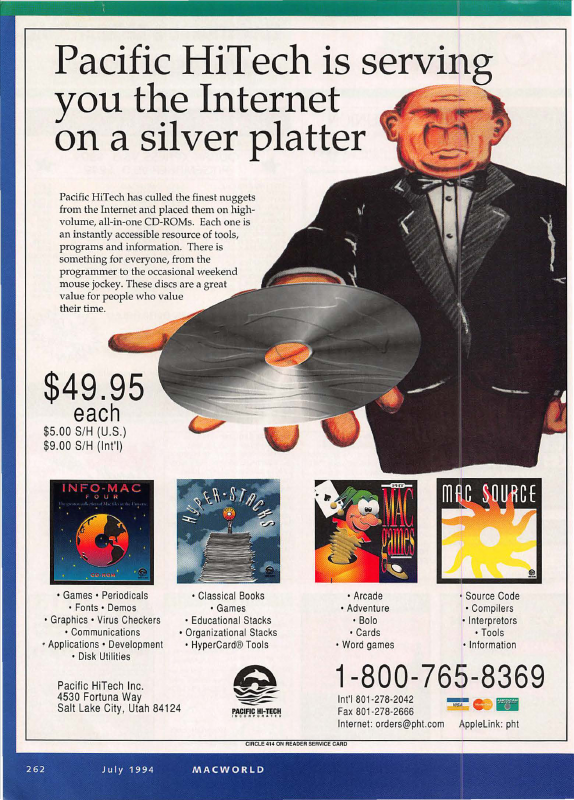 Pacific HiTech is serving
you the Internet
on a silver platter
Pacific HiTech has culled the finest nuggets
from the Internet and placed them on high-
volume, all-in-one CD-ROMs. Each one is
an instantly accessible resource of tools,
programs and information. There is
something for everyone, from the
programmer to the occasional weekend
mouse jockey. These discs are a great
value for people who value
their time.
$49.95
each
$5.00 S/H (U.S.)
$9.00 S/H (Int'l)
INFO-MAC
FOUR
CD-ROM
HYPER-STACKS
PHT
MAC
games
MAC SOURCE
• Games • Periodicals
• Fonts • Demos
• Graphics • Virus Checkers
• Communications
• Applications • Development
• Disk Utilities
• Classical Books
• Games
• Educational Stacks
• Organizational Stacks
• HyperCard® Tools
• Arcade
• Adventure
• Bolo
• Cards
• Word games
• Source Code
• Compilers
• Interpretors
• Tools
• Information
Pacific HiTech Inc.
4530 Fortuna Way
Salt Lake City, Utah 84124
PACIFIC HI-TECH
INCORPORATED
1-800-765-8369
Int'l 801-278-2042
Fax 801-278-2666
VISA
Internet: orders@pht.com AppleLink: pht
CIRCLE 414 ON READER SERVICE CARD
262 July 1994 MACWORLD